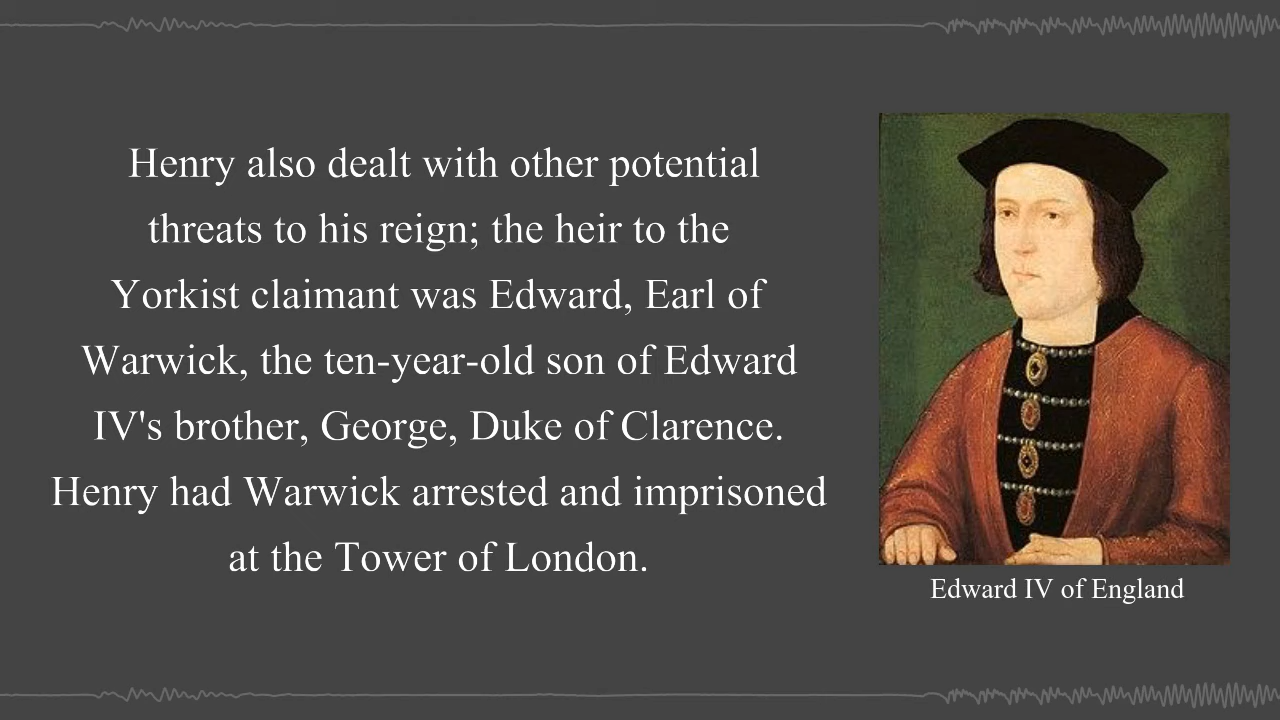 Henry also dealt with other potential
threats to his reign; the heir to the
Yorkist claimant was Edward, Earl of
Warwick, the ten-year-old son of Edward
IV's brother, George, Duke of Clarence.
Henry had Warwick arrested and imprisoned
at the Tower of London.
Edward IV of England